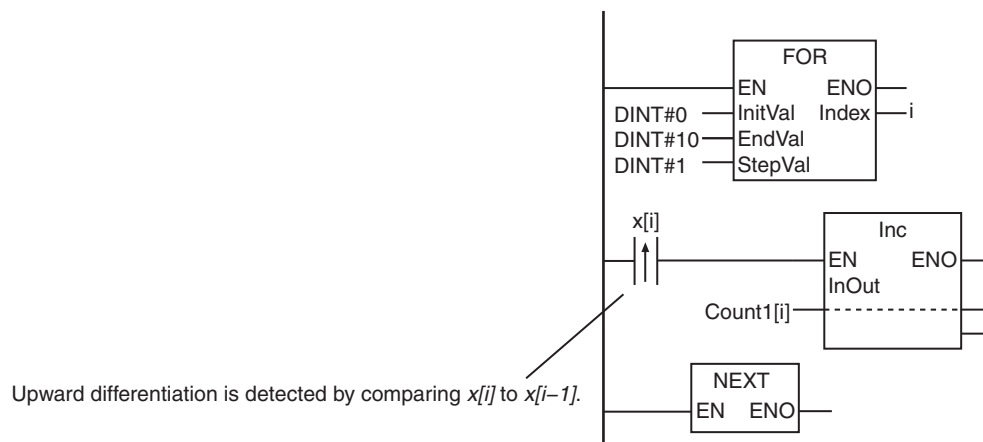 FOR
EN ENO
DINT#0 InitVal Index i
DINT#10 EndVal
DINT#1 StepVal
x[i]
Inc
EN ENO
InOut
Count1[i]
Upward differentiation is detected by comparing x[i] to x[i−1].
NEXT
EN ENO